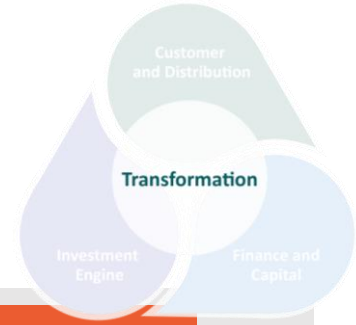 Customer
and Distribution
Transformation
Investment
Engine
Finance and
Capital